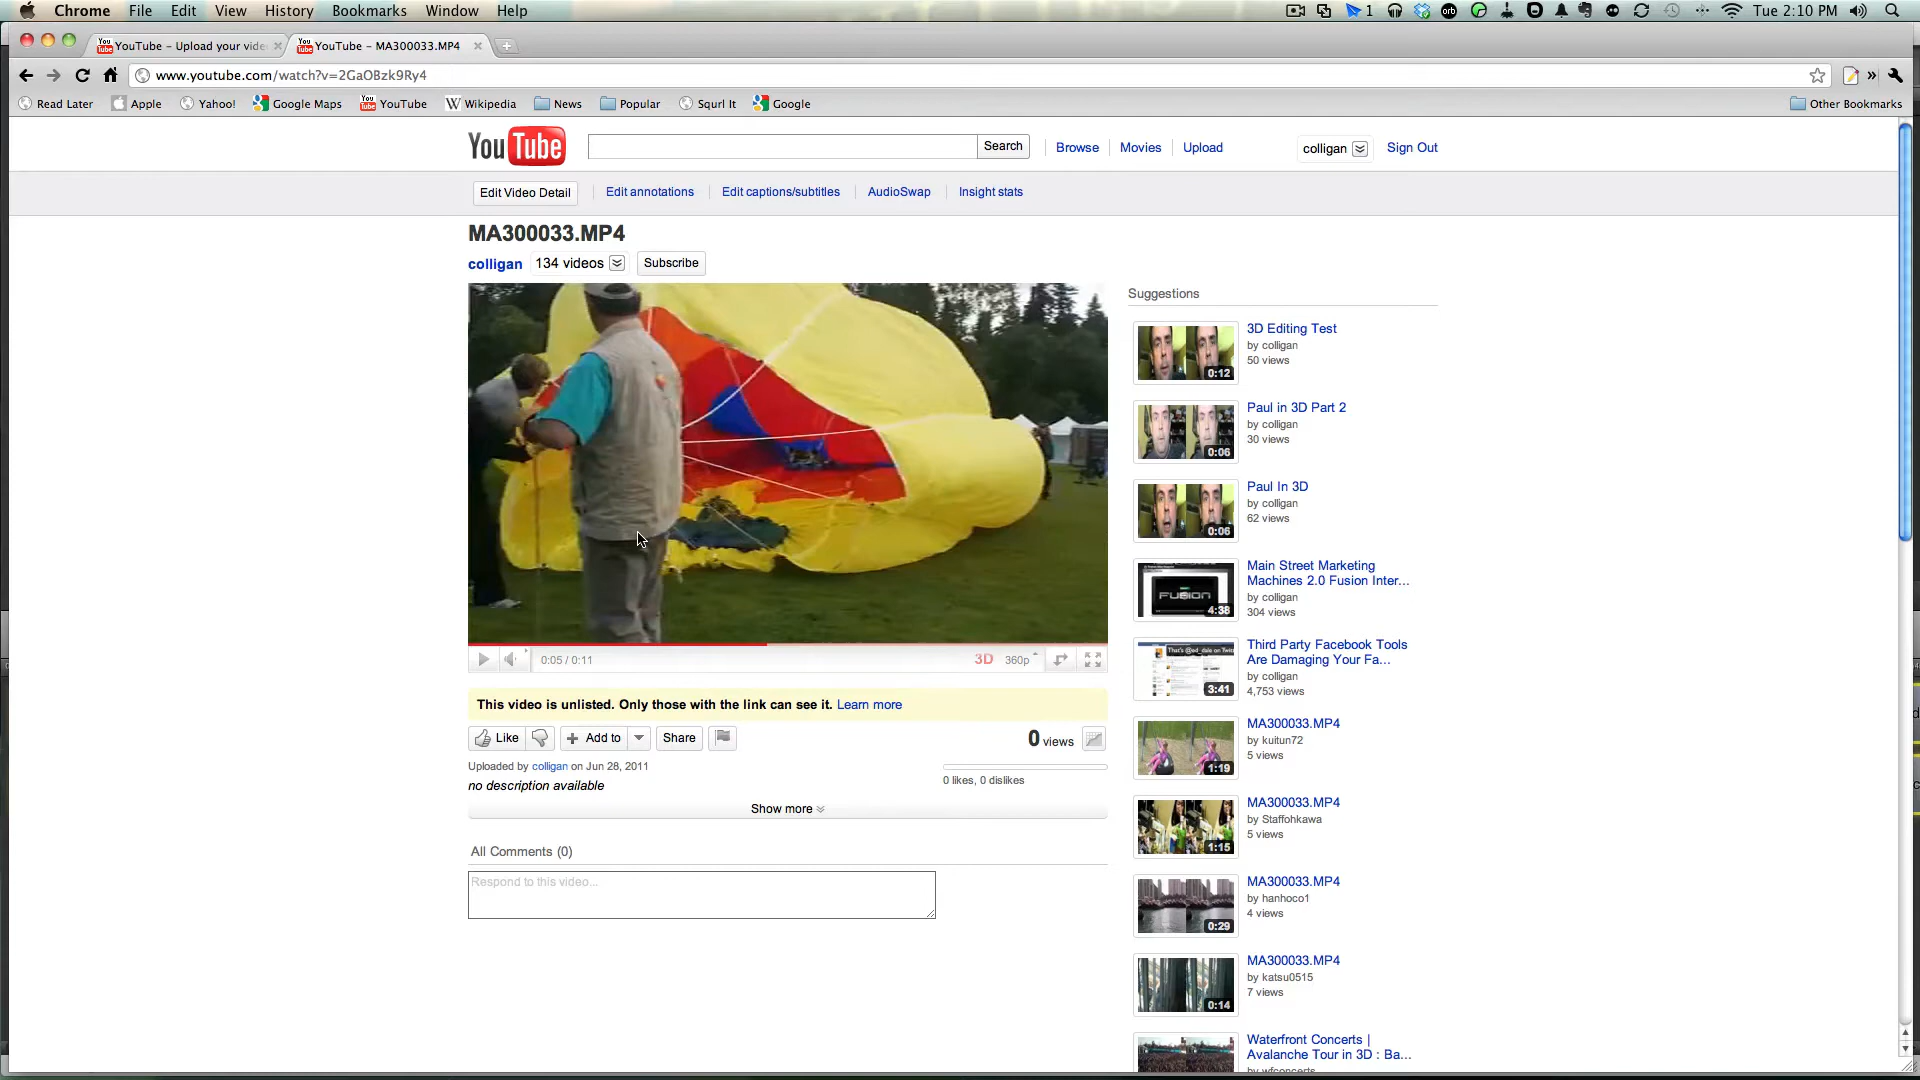 Chrome File Edit View History Bookmarks Window Help
1 Tue 2:10 PM
YouTube - Upload your vide
YouTube - MA300033.MP4
www.youtube.com/watch?v=2GaOBzk9Ry4
Read Later Apple Yahoo! Google Maps YouTube Wikipedia News Popular Squrl It Google Other Bookmarks
YouTube Search Browse Movies Upload colligan Sign Out
Edit Video Detail Edit annotations Edit captions/subtitles AudioSwap Insight stats
MA300033.MP4
colligan 134 videos Subscribe
0:05 / 0:11 3D 360p
This video is unlisted. Only those with the link can see it. Learn more
Like Add to Share 0 views
Uploaded by colligan on Jun 28, 2011
0 likes, 0 dislikes
no description available
Show more
All Comments (0)
Respond to this video...
Suggestions
3D Editing Test
by colligan
50 views
0:12
Paul in 3D Part 2
by colligan
30 views
0:06
Paul In 3D
by colligan
62 views
0:06
Main Street Marketing
Machines 2.0 Fusion Inter...
by colligan
304 views
FUSION
4:38
Third Party Facebook Tools
Are Damaging Your Fa...
by colligan
4,753 views
3:41
MA300033.MP4
by kuitun72
5 views
1:19
MA300033.MP4
by Staffohkawa
5 views
1:15
MA300033.MP4
by hanhoco1
4 views
0:29
MA300033.MP4
by katsu0515
7 views
0:14
Waterfront Concerts |
Avalanche Tour in 3D : Ba...
by wfconcerts